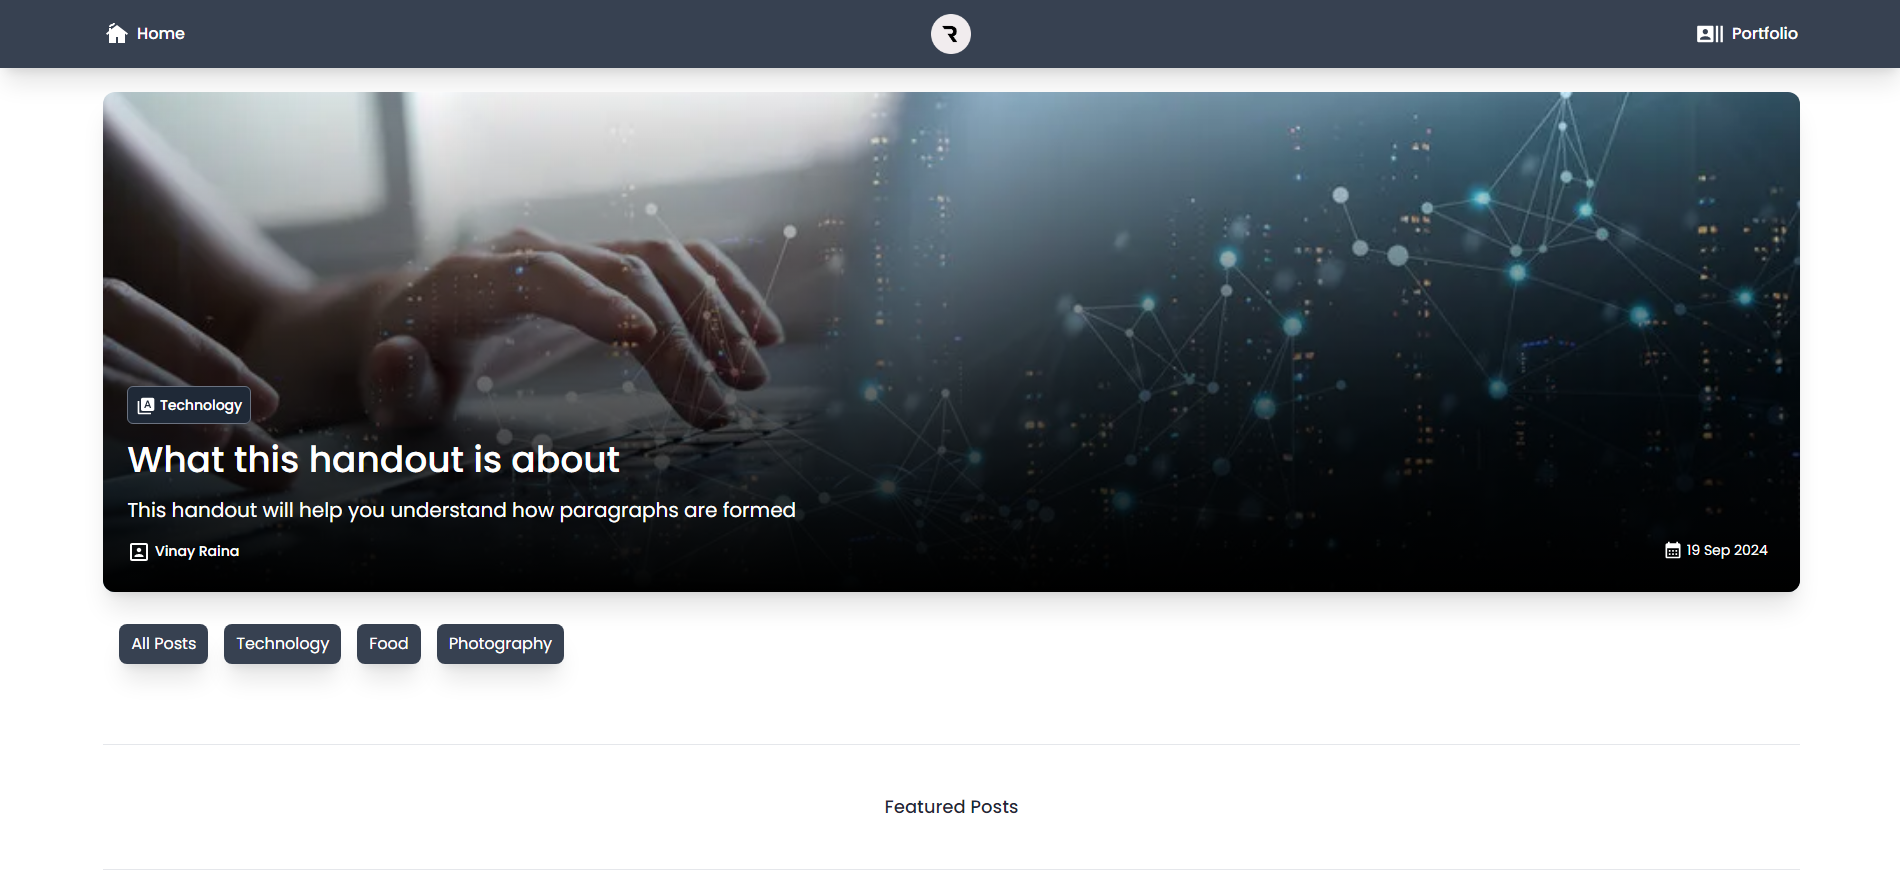 Home
Portfolio
Technology
What this handout is about
This handout will help you understand how paragraphs are formed
Vinay Raina
19 Sep 2024
All Posts
Technology
Food
Photography
Featured Posts